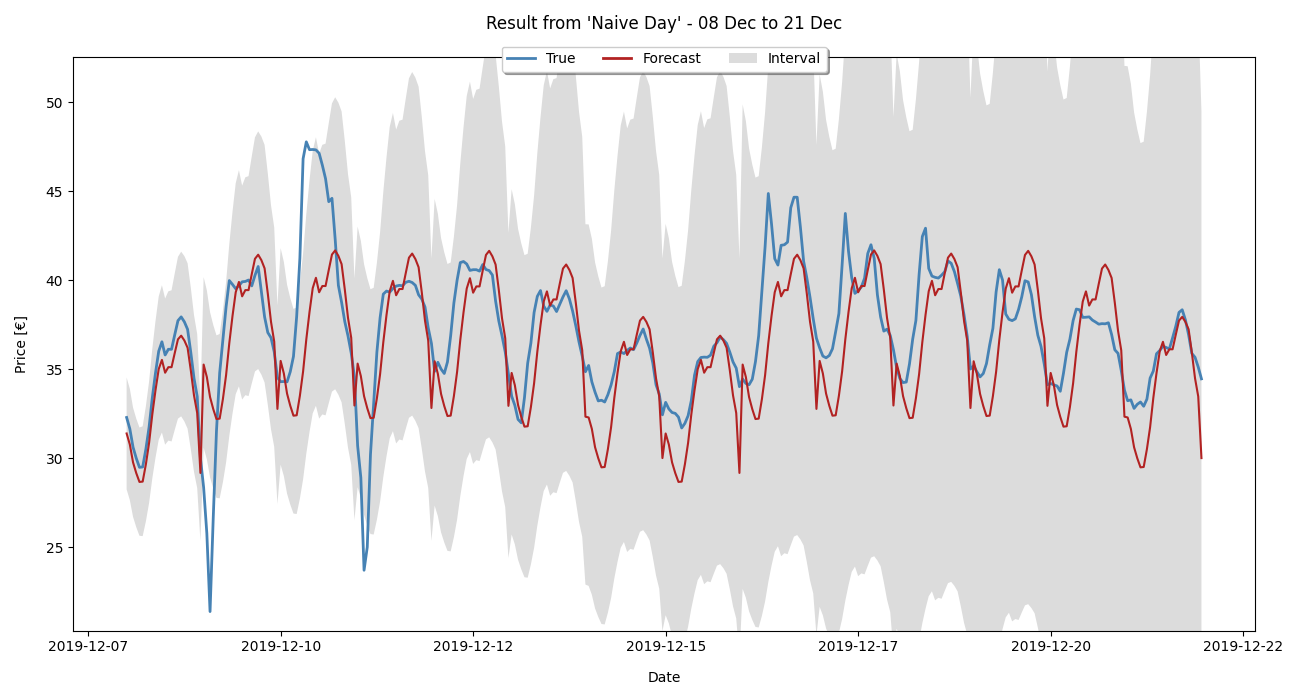 Result from 'Naive Day' - 08 Dec to 21 Dec
True Forecast Interval
50
45
40
35
30
25
Price [€]
2019-12-07 2019-12-10 2019-12-12 2019-12-15 2019-12-17 2019-12-20 2019-12-22
Date